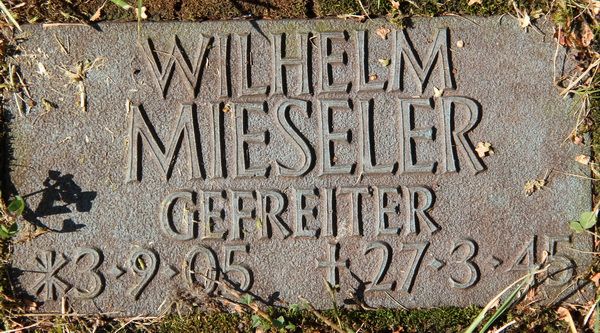 WILHELM
MIESELER
GEFREITER
*3·9·05 †27·3·45